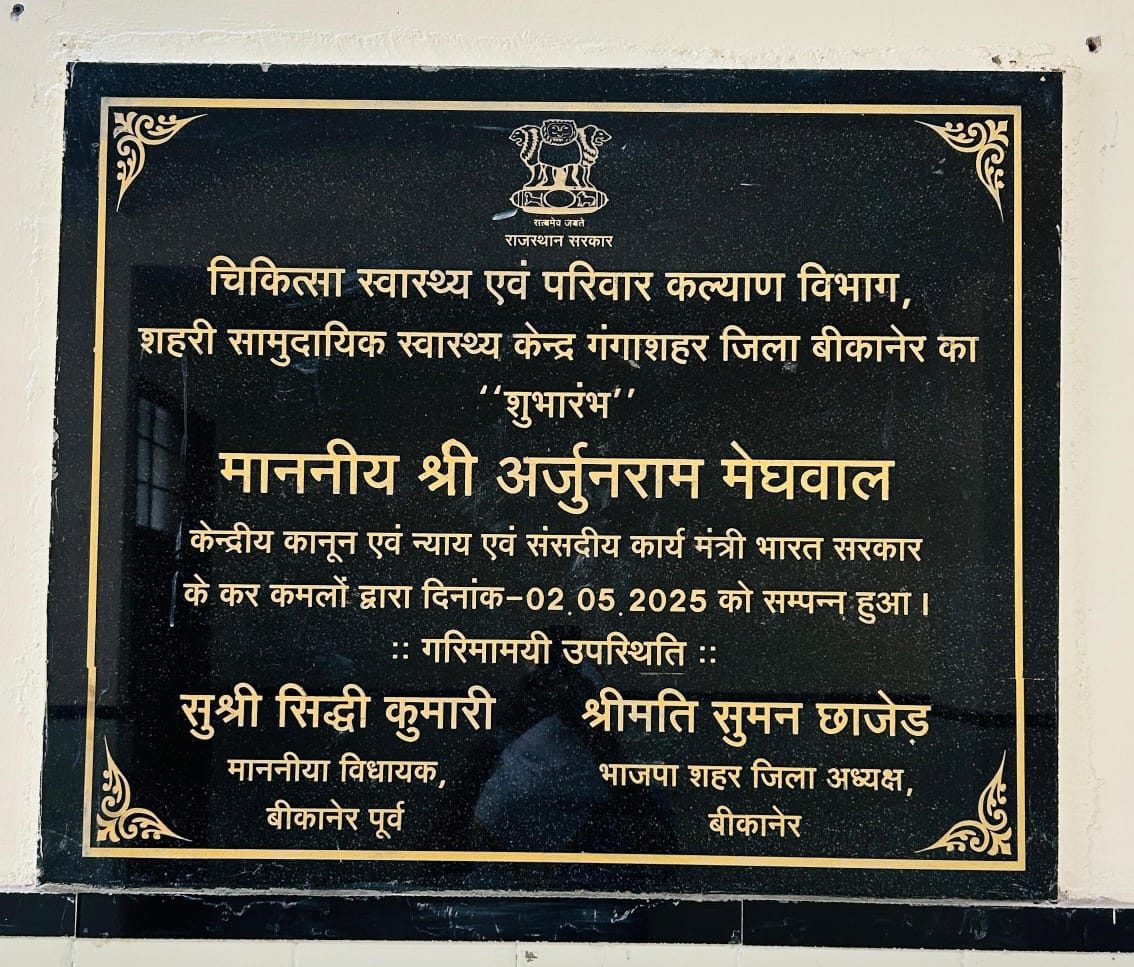 सत्यमेव जयते
राजस्थान सरकार
चिकित्सा स्वास्थ्य एवं परिवार कल्याण विभाग,
शहरी सामुदायिक स्वास्थ्य केन्द्र गंगाशहर जिला बीकानेर का
‘‘शुभारंभ’’
माननीय श्री अर्जुनराम मेघवाल
केन्द्रीय कानून एवं न्याय एवं संसदीय कार्य मंत्री भारत सरकार
के कर कमलों द्वारा दिनांक–02.05.2025 को सम्पन्न हुआ।
:: गरिमामयी उपस्थिति ::
सुश्री सिद्धी कुमारी
माननीया विधायक,
बीकानेर पूर्व
श्रीमति सुमन छाजेड़
भाजपा शहर जिला अध्यक्ष,
बीकानेर